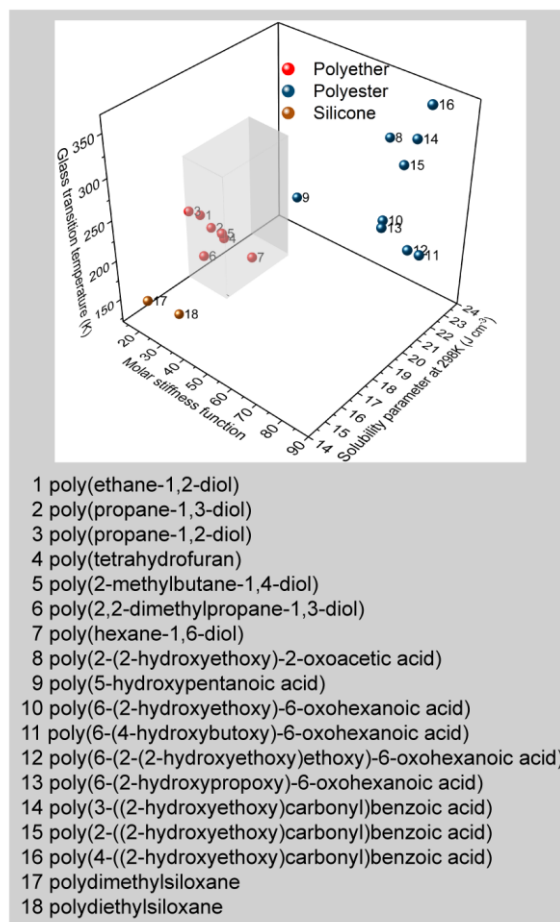 Polyether
Polyester
Silicone
Glass transition temperature (K)
350
300
250
200
150
Molar stiffness function
20
30
40
50
60
70
80
90
Solubility parameter at 298K (J cm⁻³)
14
15
16
17
18
19
20
21
22
23
24
16
8
14
15
9
3
1
2
5
4
10
13
6
7
12
11
17
18
1 poly(ethane-1,2-diol)
2 poly(propane-1,3-diol)
3 poly(propane-1,2-diol)
4 poly(tetrahydrofuran)
5 poly(2-methylbutane-1,4-diol)
6 poly(2,2-dimethylpropane-1,3-diol)
7 poly(hexane-1,6-diol)
8 poly(2-(2-hydroxyethoxy)-2-oxoacetic acid)
9 poly(5-hydroxypentanoic acid)
10 poly(6-(2-hydroxyethoxy)-6-oxohexanoic acid)
11 poly(6-(4-hydroxybutoxy)-6-oxohexanoic acid)
12 poly(6-(2-(2-hydroxyethoxy)ethoxy)-6-oxohexanoic acid)
13 poly(6-(2-hydroxypropoxy)-6-oxohexanoic acid)
14 poly(3-((2-hydroxyethoxy)carbonyl)benzoic acid)
15 poly(2-((2-hydroxyethoxy)carbonyl)benzoic acid)
16 poly(4-((2-hydroxyethoxy)carbonyl)benzoic acid)
17 polydimethylsiloxane
18 polydiethylsiloxane